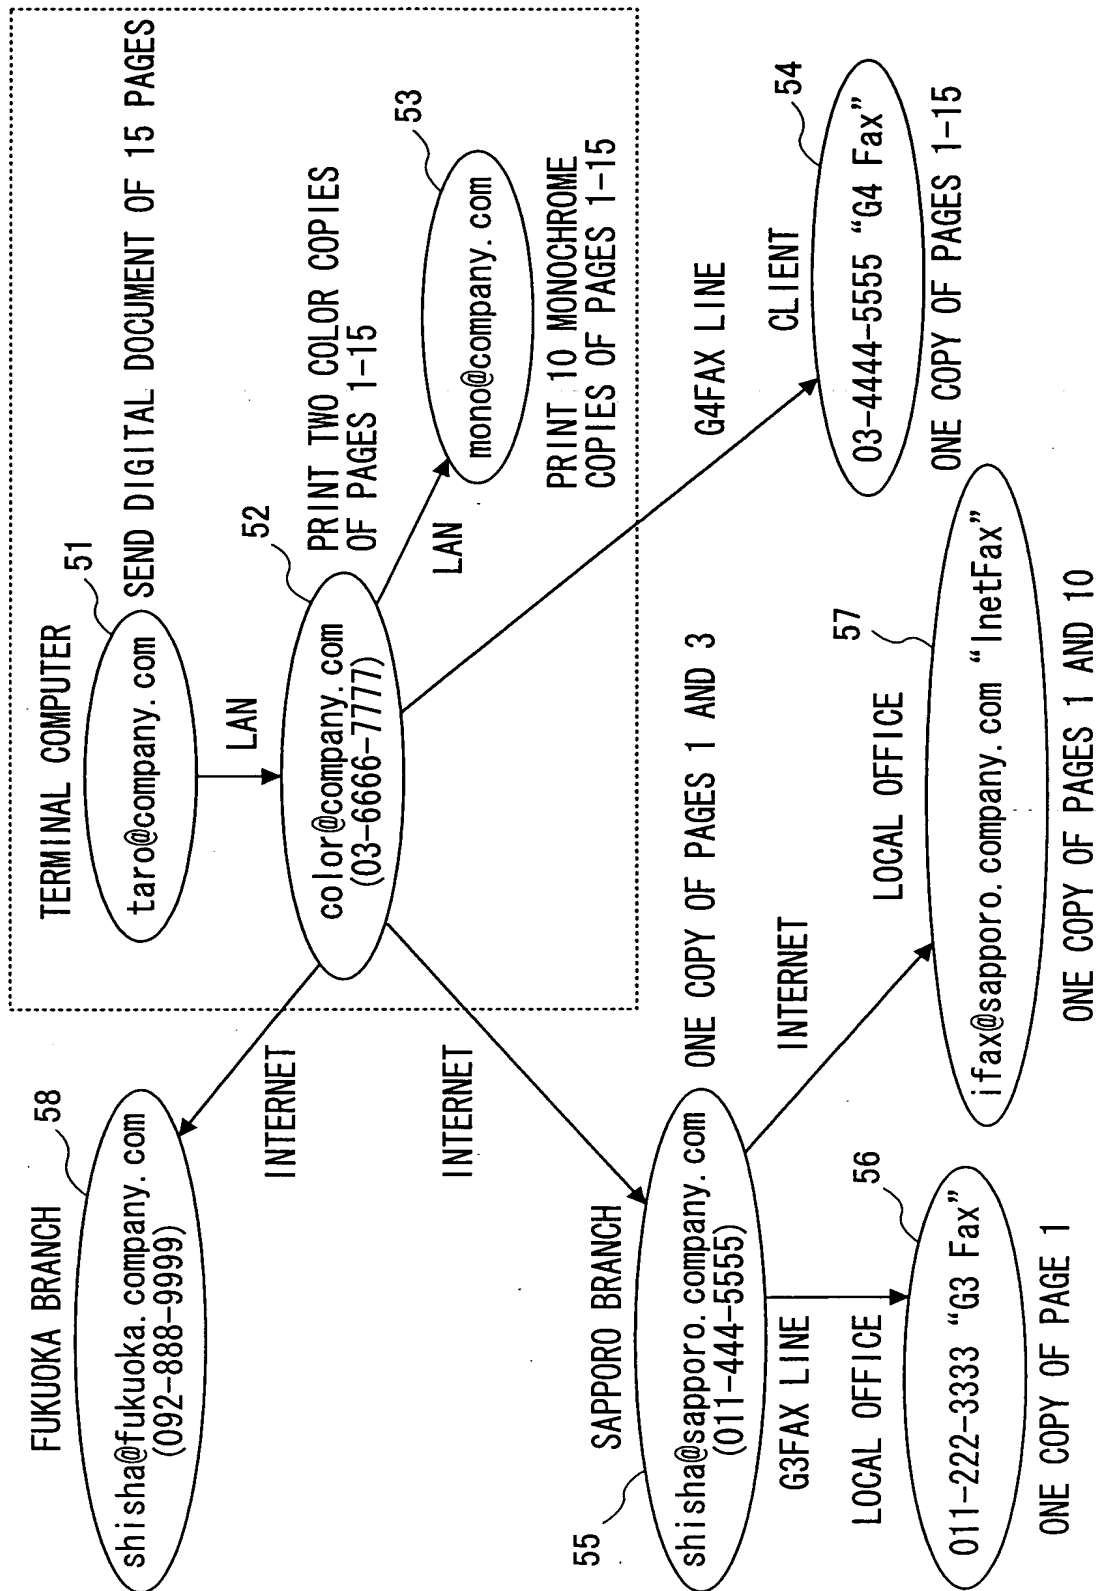 FUKUOKA BRANCH
58
shisha@fukuoka.company.com
(092-888-9999)
TERMINAL COMPUTER
51
taro@company.com
SEND DIGITAL DOCUMENT OF 15 PAGES
LAN
52
color@company.com
(03-6666-7777)
PRINT TWO COLOR COPIES
OF PAGES 1-15
INTERNET
INTERNET
LAN
53
mono@company.com
PRINT 10 MONOCHROME
COPIES OF PAGES 1-15
55
SAPPORO BRANCH
shisha@sapporo.company.com
(011-444-5555)
ONE COPY OF PAGES 1 AND 3
G4FAX LINE
G3FAX LINE
INTERNET
LOCAL OFFICE
56
011-222-3333 “G3 Fax”
ONE COPY OF PAGE 1
LOCAL OFFICE
57
ifax@sapporo.company.com “InetFax”
ONE COPY OF PAGES 1 AND 10
CLIENT
54
03-4444-5555 “G4 Fax”
ONE COPY OF PAGES 1-15